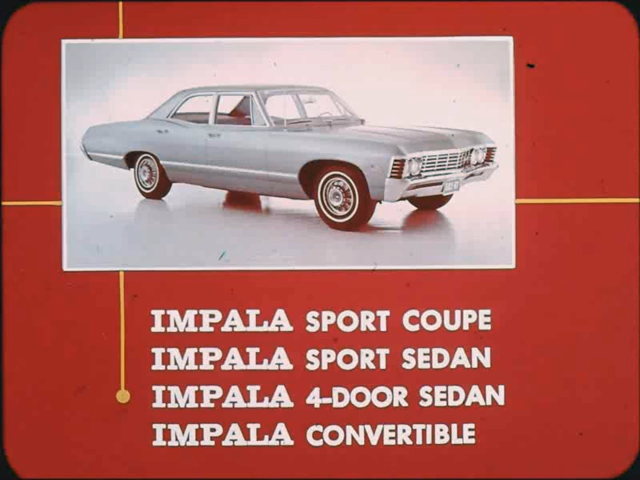 IMPALA SPORT COUPE
IMPALA SPORT SEDAN
IMPALA 4-DOOR SEDAN
IMPALA CONVERTIBLE